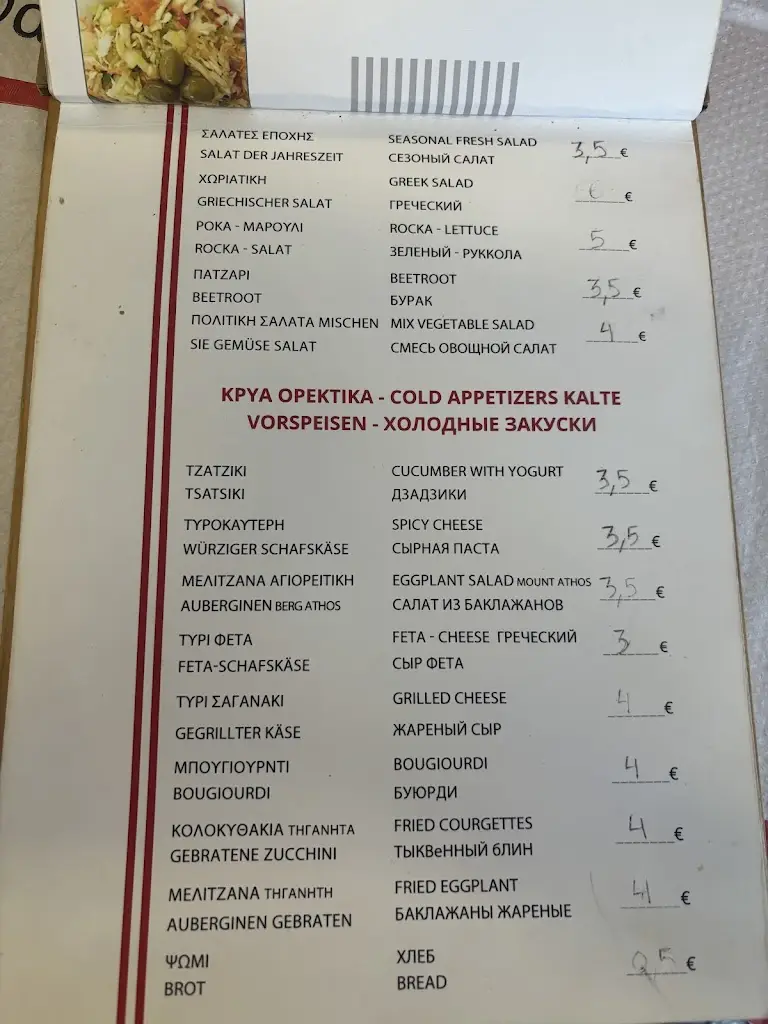 ΣΑΛΑΤΕΣ ΕΠΟΧΗΣ SEASONAL FRESH SALAD 3,5 €
SALAT DER JAHRESZEIT СЕЗОНЫЙ САЛАТ
ΧΩΡΙΑΤΙΚΗ GREEK SALAD 6 €
GRIECHISCHER SALAT ГРЕЧЕСКИЙ
ΡΟΚΑ - ΜΑΡΟΥΛΙ ROCKA - LETTUCE 5 €
ROCKA - SALAT ЗЕЛЕНЫЙ - РУККОЛА
ΠΑΤΖΑΡΙ BEETROOT 3,5 €
BEETROOT БУРАК
ΠΟΛΙΤΙΚΗ ΣΑΛΑΤΑ MISCHEN MIX VEGETABLE SALAD 4 €
SIE GEMÜSE SALAT СМЕСЬ ОВОЩНОЙ САЛАТ
ΚΡΥΑ ΟΡΕΚΤΙΚΑ - COLD APPETIZERS KALTE
VORSPEISEN - ХОЛОДНЫЕ ЗАКУСКИ
TZATZIKI CUCUMBER WITH YOGURT 3,5 €
TSATSIKI ДЗАДЗИКИ
ΤΥΡΟΚΑΥΤΕΡΗ SPICY CHEESE 3,5 €
WÜRZIGER SCHAFSKÄSE СЫРНАЯ ПАСТА
ΜΕΛΙΤΖΑΝΑ ΑΓΙΟΡΕΙΤΙΚΗ EGGPLANT SALAD MOUNT ATHOS 3,5 €
AUBERGINEN BERG ATHOS САЛАТ ИЗ БАКЛАЖАНОВ
ΤΥΡΙ ΦΕΤΑ FETA - CHEESE ГРЕЧЕСКИЙ 3 €
FETA-SCHAFSKÄSE СЫР ФЕТА
ΤΥΡΙ ΣΑΓΑΝΑΚΙ GRILLED CHEESE 4 €
GEGRILLTER KÄSE ЖАРЕНЫЙ СЫР
ΜΠΟΥΓΙΟΥΡΝΤΙ BOUGIOURDI 4 €
BOUGIOURDI БУЮРДИ
ΚΟΛΟΚΥΘΑΚΙΑ ΤΗΓΑΝΗΤΑ FRIED COURGETTES 4 €
GEBRATENE ZUCCHINI ТЫКВеННЫЙ бЛИН
ΜΕΛΙΤΖΑΝΑ ΤΗΓΑΝΗΤΗ FRIED EGGPLANT 4 €
AUBERGINEN GEBRATEN БАКЛАЖАНЫ ЖАРЕНЫЕ
ΨΩΜΙ ХЛЕБ 0,5 €
BROT BREAD